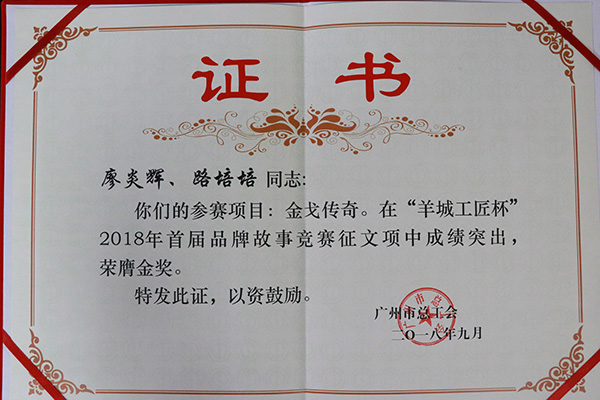 证书
廖炎辉、路培培同志:
你们的参赛项目：金戈传奇。在“羊城工匠杯”
2018年首届品牌故事竞赛征文项中成绩突出，
荣膺金奖。
特发此证，以资鼓励。
广州市总工会
二〇一八年九月